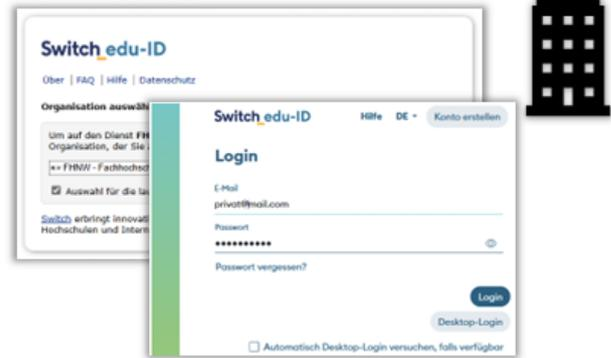 Switch edu-ID
Über | FAQ | Hilfe | Datenschutz
Organisation auswäh
Um auf den Dienst FH
Organisation, der Sie
FHNW - Fachhochsc
Auswahl für die la
Switch erbringt innovati
Hochschulen und Intern
Switch edu-ID Hilfe DE Konto erstellen
Login
E-Mail
privat@mail.com
Passwort
••••••••••
Passwort vergessen?
Login
Desktop-Login
Automatisch Desktop-Login versuchen, falls verfügbar